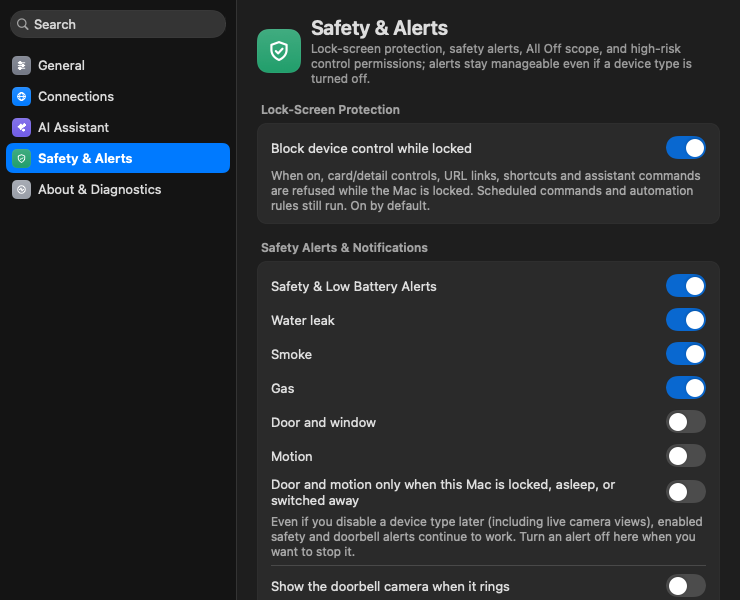 Search
General
Connections
AI Assistant
Safety & Alerts
About & Diagnostics
Safety & Alerts
Lock-screen protection, safety alerts, All Off scope, and high-risk
control permissions; alerts stay manageable even if a device type is
turned off.
Lock-Screen Protection
Block device control while locked
When on, card/detail controls, URL links, shortcuts and assistant commands
are refused while the Mac is locked. Scheduled commands and automation
rules still run. On by default.
Safety Alerts & Notifications
Safety & Low Battery Alerts
Water leak
Smoke
Gas
Door and window
Motion
Door and motion only when this Mac is locked, asleep, or
switched away
Even if you disable a device type later (including live camera views), enabled
safety and doorbell alerts continue to work. Turn an alert off here when you
want to stop it.
Show the doorbell camera when it rings